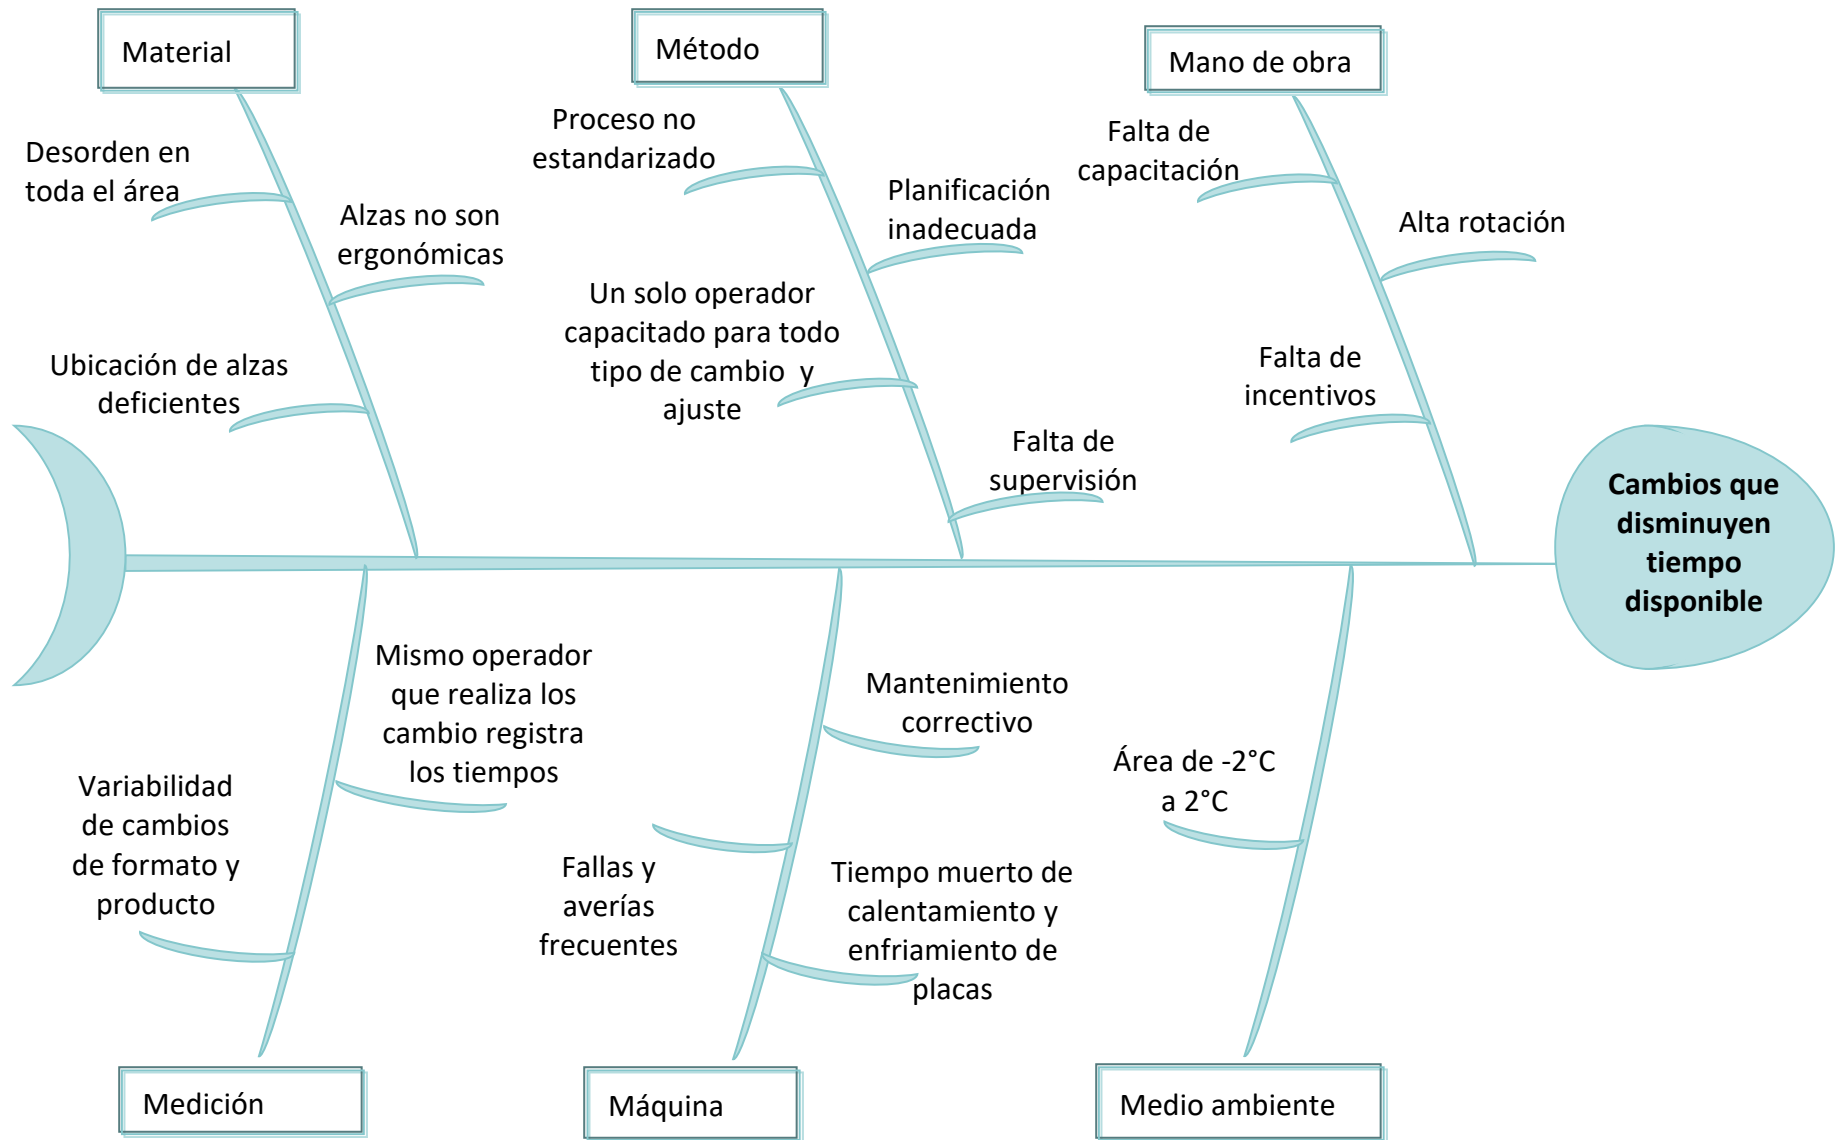 Material
Método
Mano de obra
Desorden en
toda el área
Alzas no son
ergonómicas
Ubicación de alzas
deficientes
Proceso no
estandarizado
Planificación
inadecuada
Un solo operador
capacitado para todo
tipo de cambio  y
ajuste
Falta de
supervisión
Falta de
capacitación
Alta rotación
Falta de
incentivos
Cambios que
disminuyen
tiempo
disponible
Mismo operador
que realiza los
cambio registra
los tiempos
Variabilidad
de cambios
de formato y
producto
Mantenimiento
correctivo
Fallas y
averías
frecuentes
Tiempo muerto de
calentamiento y
enfriamiento de
placas
Área de -2°C
a 2°C
Medición
Máquina
Medio ambiente